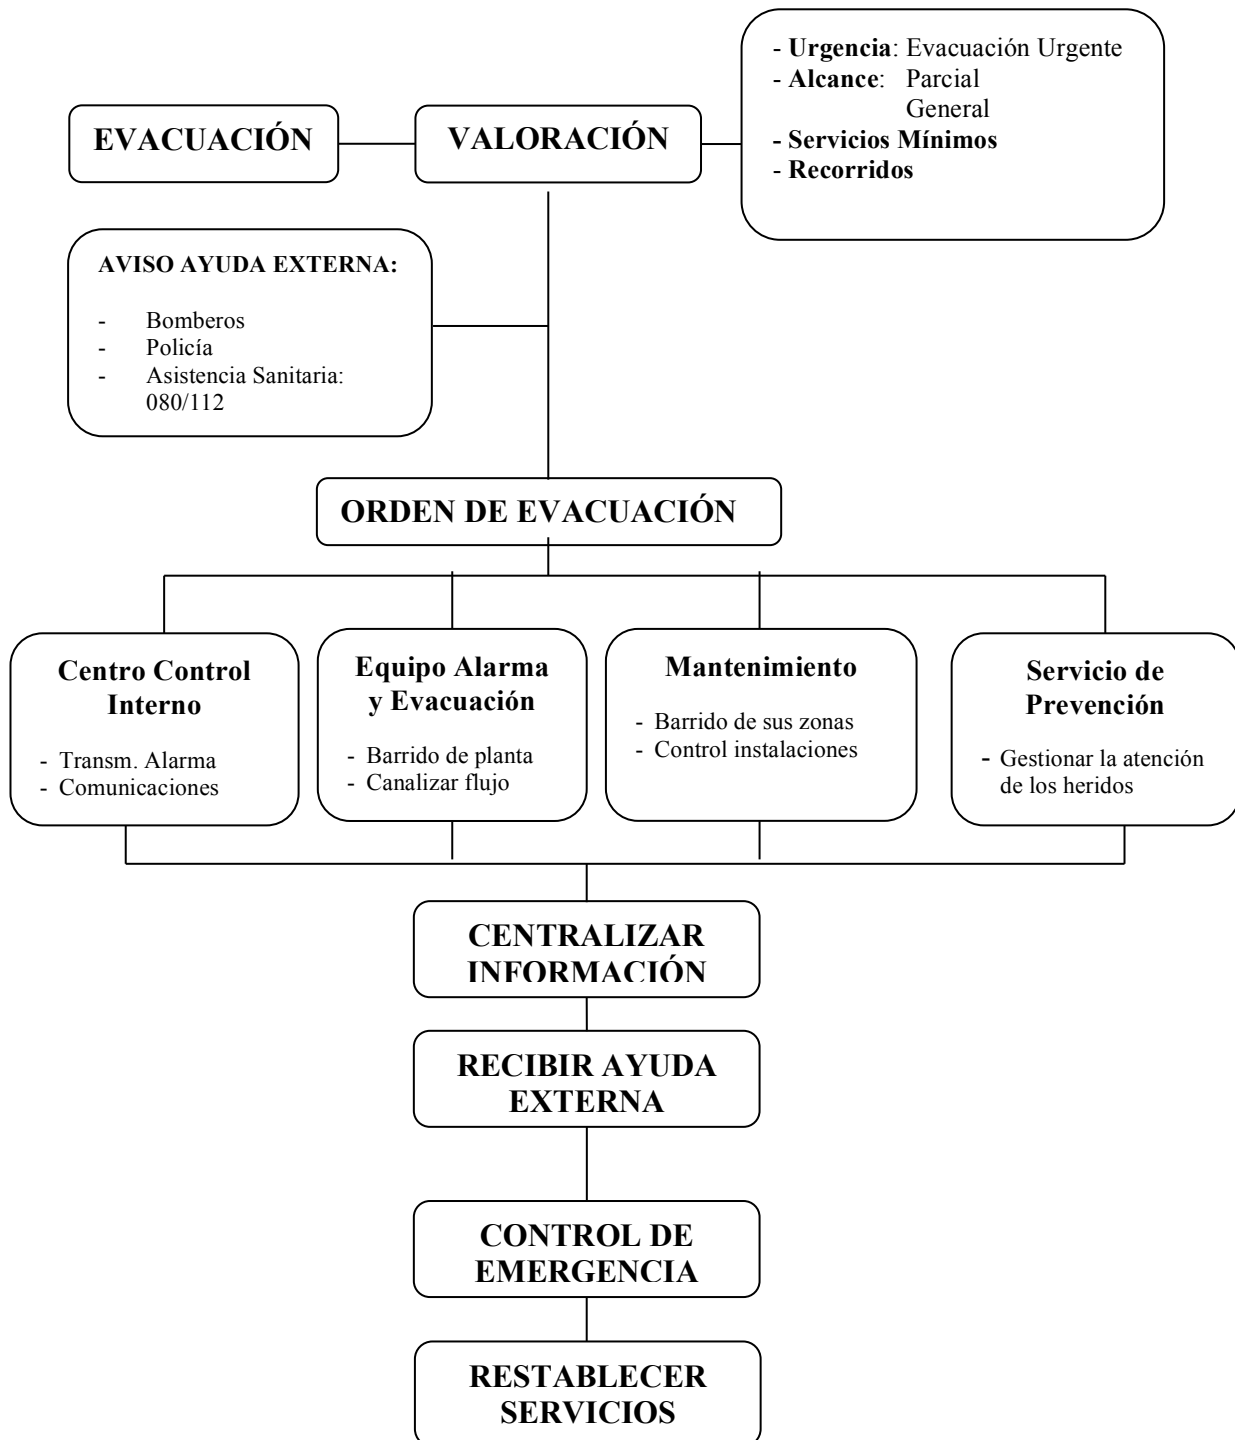 - Urgencia: Evacuación Urgente
- Alcance: Parcial
General
- Servicios Mínimos
- Recorridos
EVACUACIÓN
VALORACIÓN
AVISO AYUDA EXTERNA:
- Bomberos
- Policía
- Asistencia Sanitaria:
080/112
ORDEN DE EVACUACIÓN
Centro Control
Interno
- Transm. Alarma
- Comunicaciones
Equipo Alarma
y Evacuación
- Barrido de planta
- Canalizar flujo
Mantenimiento
- Barrido de sus zonas
- Control instalaciones
Servicio de
Prevención
- Gestionar la atención
de los heridos
CENTRALIZAR
INFORMACIÓN
RECIBIR AYUDA
EXTERNA
CONTROL DE
EMERGENCIA
RESTABLECER
SERVICIOS